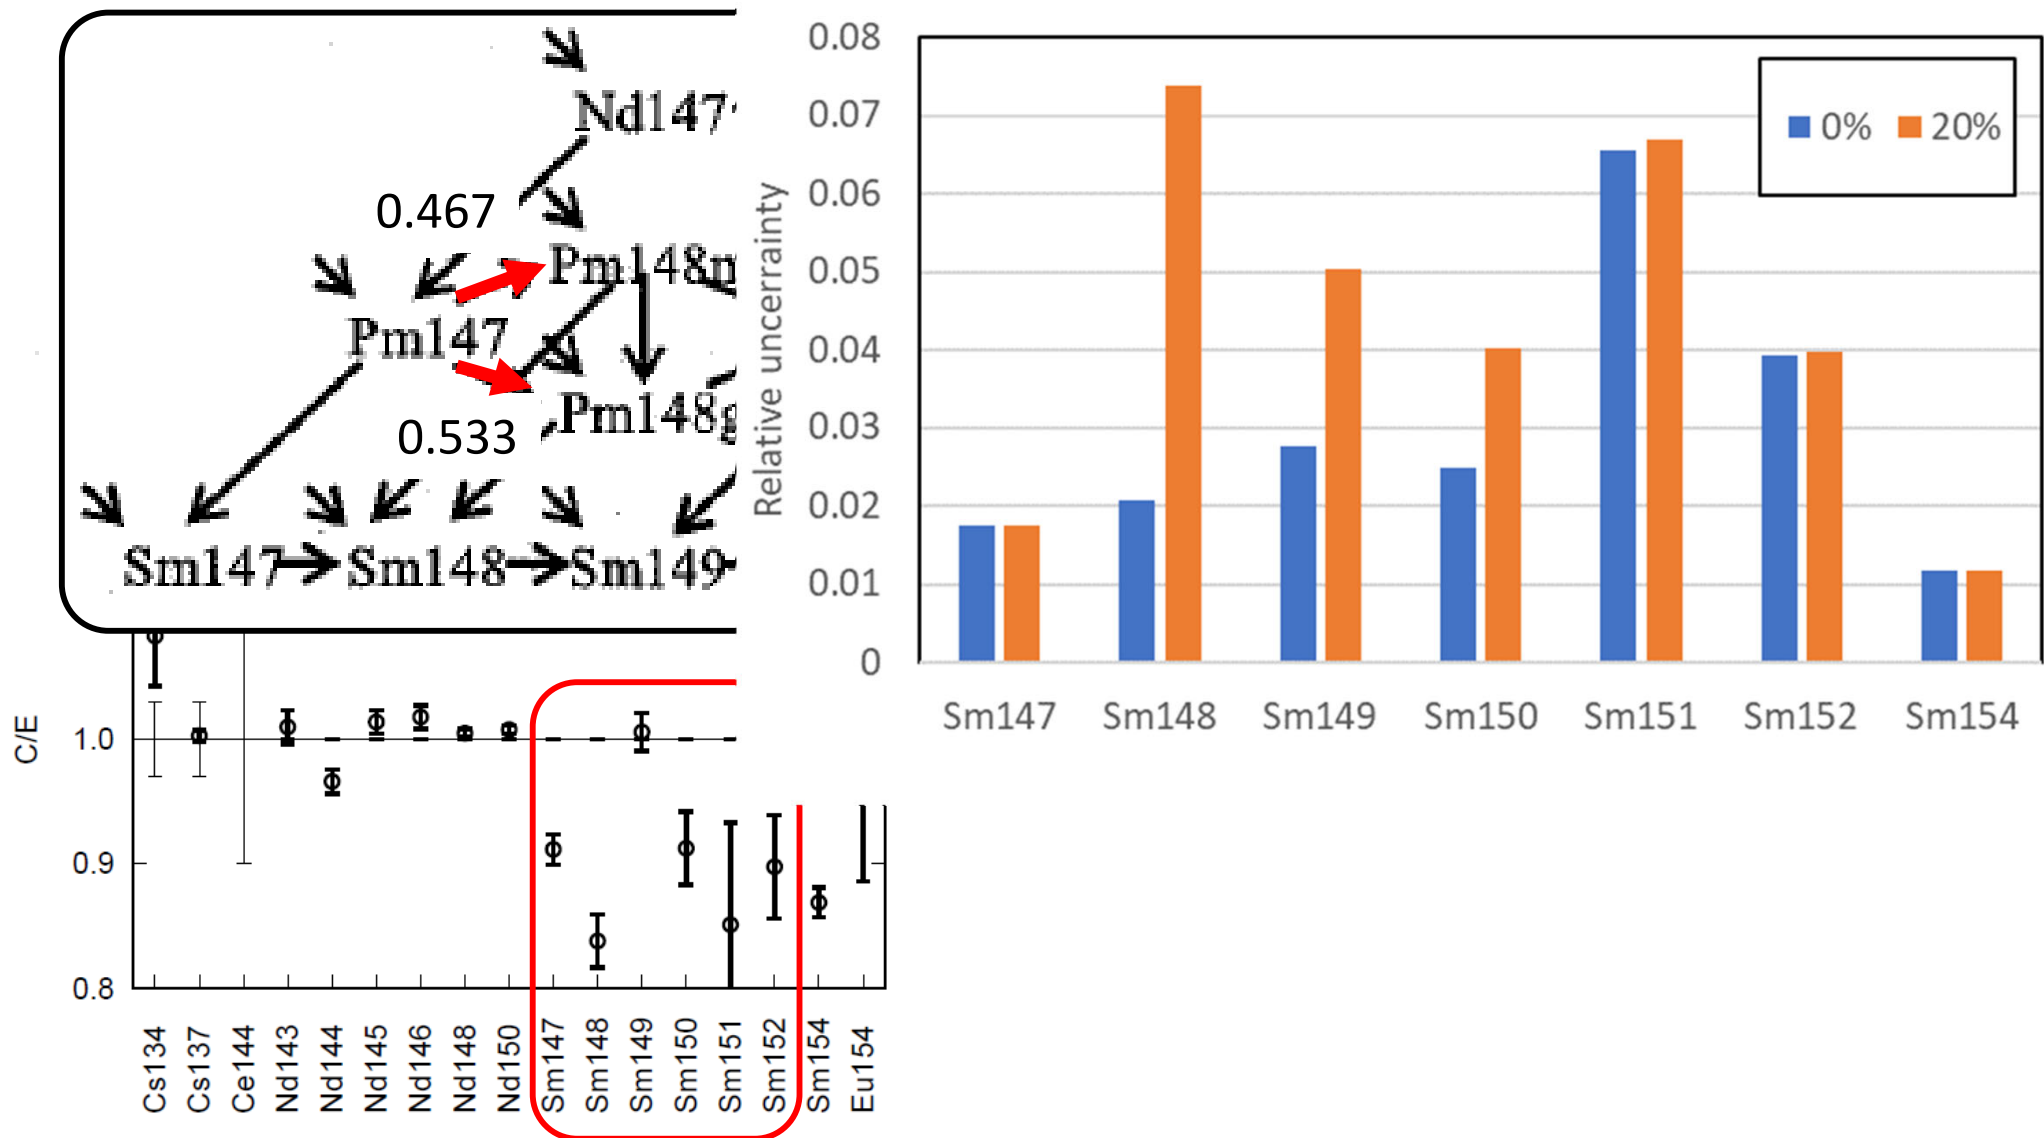 Nd147
0.467
Pm148m
Pm147
Pm148g
0.533
Sm147 Sm148 Sm149
C/E
1.0
0.9
0.8
Cs134
Cs137
Ce144
Nd143
Nd144
Nd145
Nd146
Nd148
Nd150
Sm147
Sm148
Sm149
Sm150
Sm151
Sm152
Sm154
Eu154
Relative uncerrainty
0.08
0.07
0.06
0.05
0.04
0.03
0.02
0.01
0
0% 20%
Sm147 Sm148 Sm149 Sm150 Sm151 Sm152 Sm154